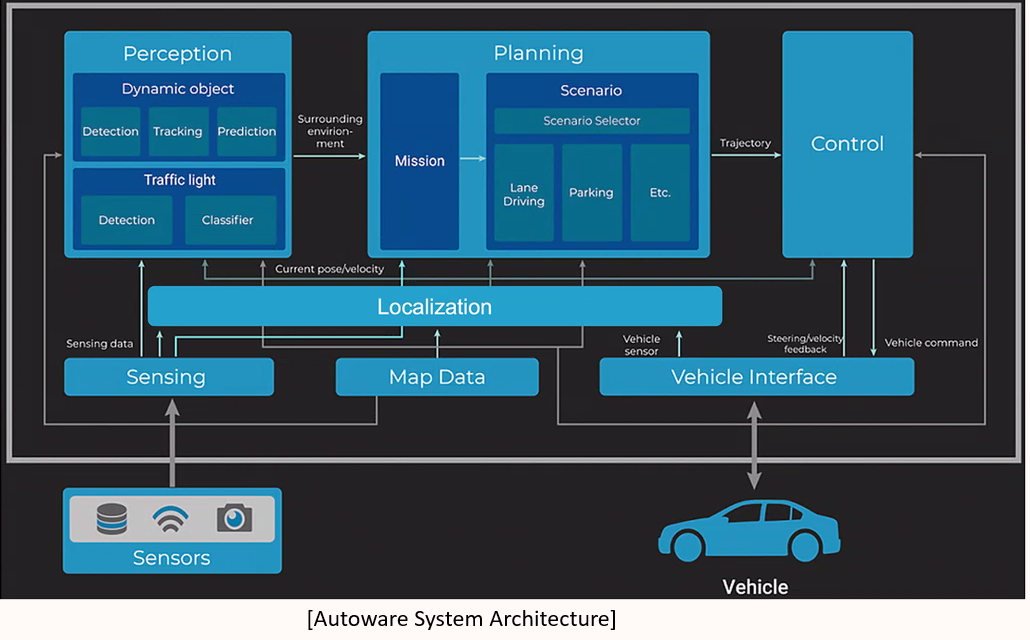 Perception
Dynamic object
Detection
Tracking
Prediction
Traffic light
Detection
Classifier
Surrounding
envirion-
ment
Planning
Mission
Scenario
Scenario Selector
Lane
Driving
Parking
Etc.
Trajectory
Control
Current pose/velocity
Localization
Sensing data
Vehicle
sensor
Steering/velocity
feedback
Vehicle command
Sensing
Map Data
Vehicle Interface
Sensors
Vehicle
[Autoware System Architecture]